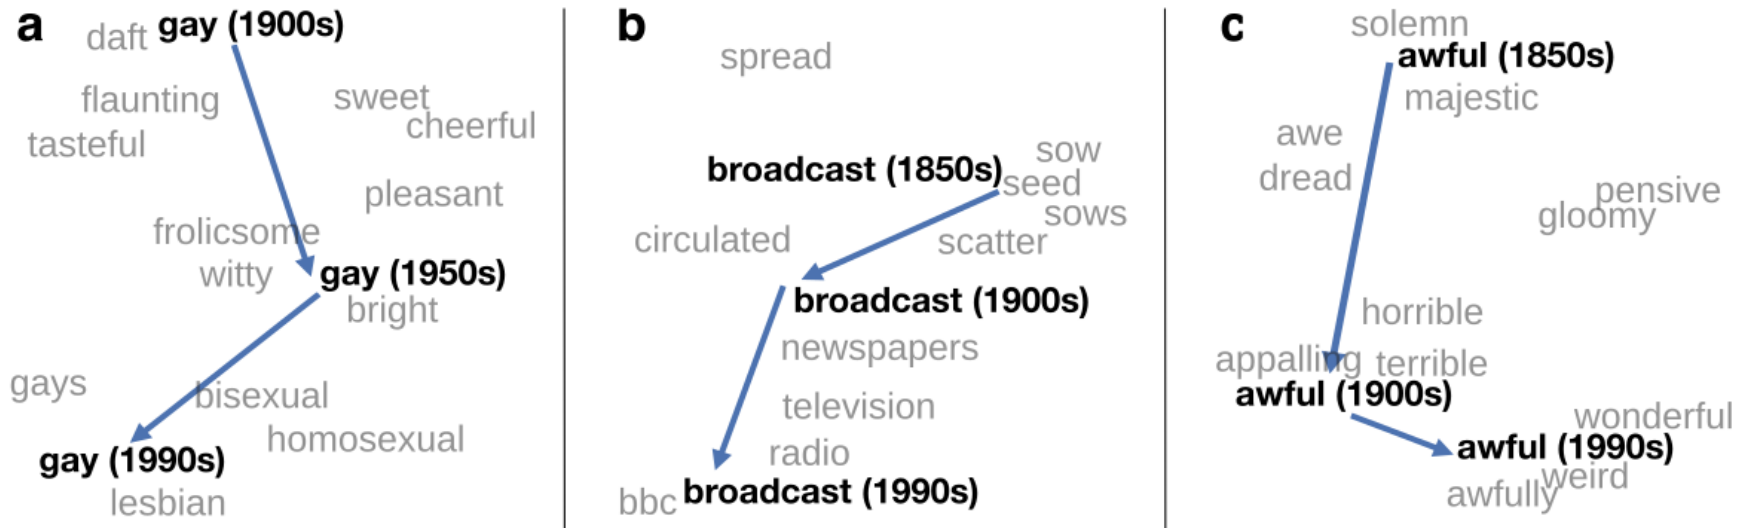 a
daft gay (1900s)
flaunting
sweet
cheerful
tasteful
pleasant
frolicsome
witty
gay (1950s)
bright
gays
bisexual
homosexual
gay (1990s)
lesbian
b
spread
broadcast (1850s)
sow
seed
sows
circulated
scatter
broadcast (1900s)
newspapers
television
radio
bbc broadcast (1990s)
c
solemn
awful (1850s)
majestic
awe
dread
pensive
gloomy
horrible
appalling terrible
awful (1900s)
wonderful
awful (1990s)
weird
awfully